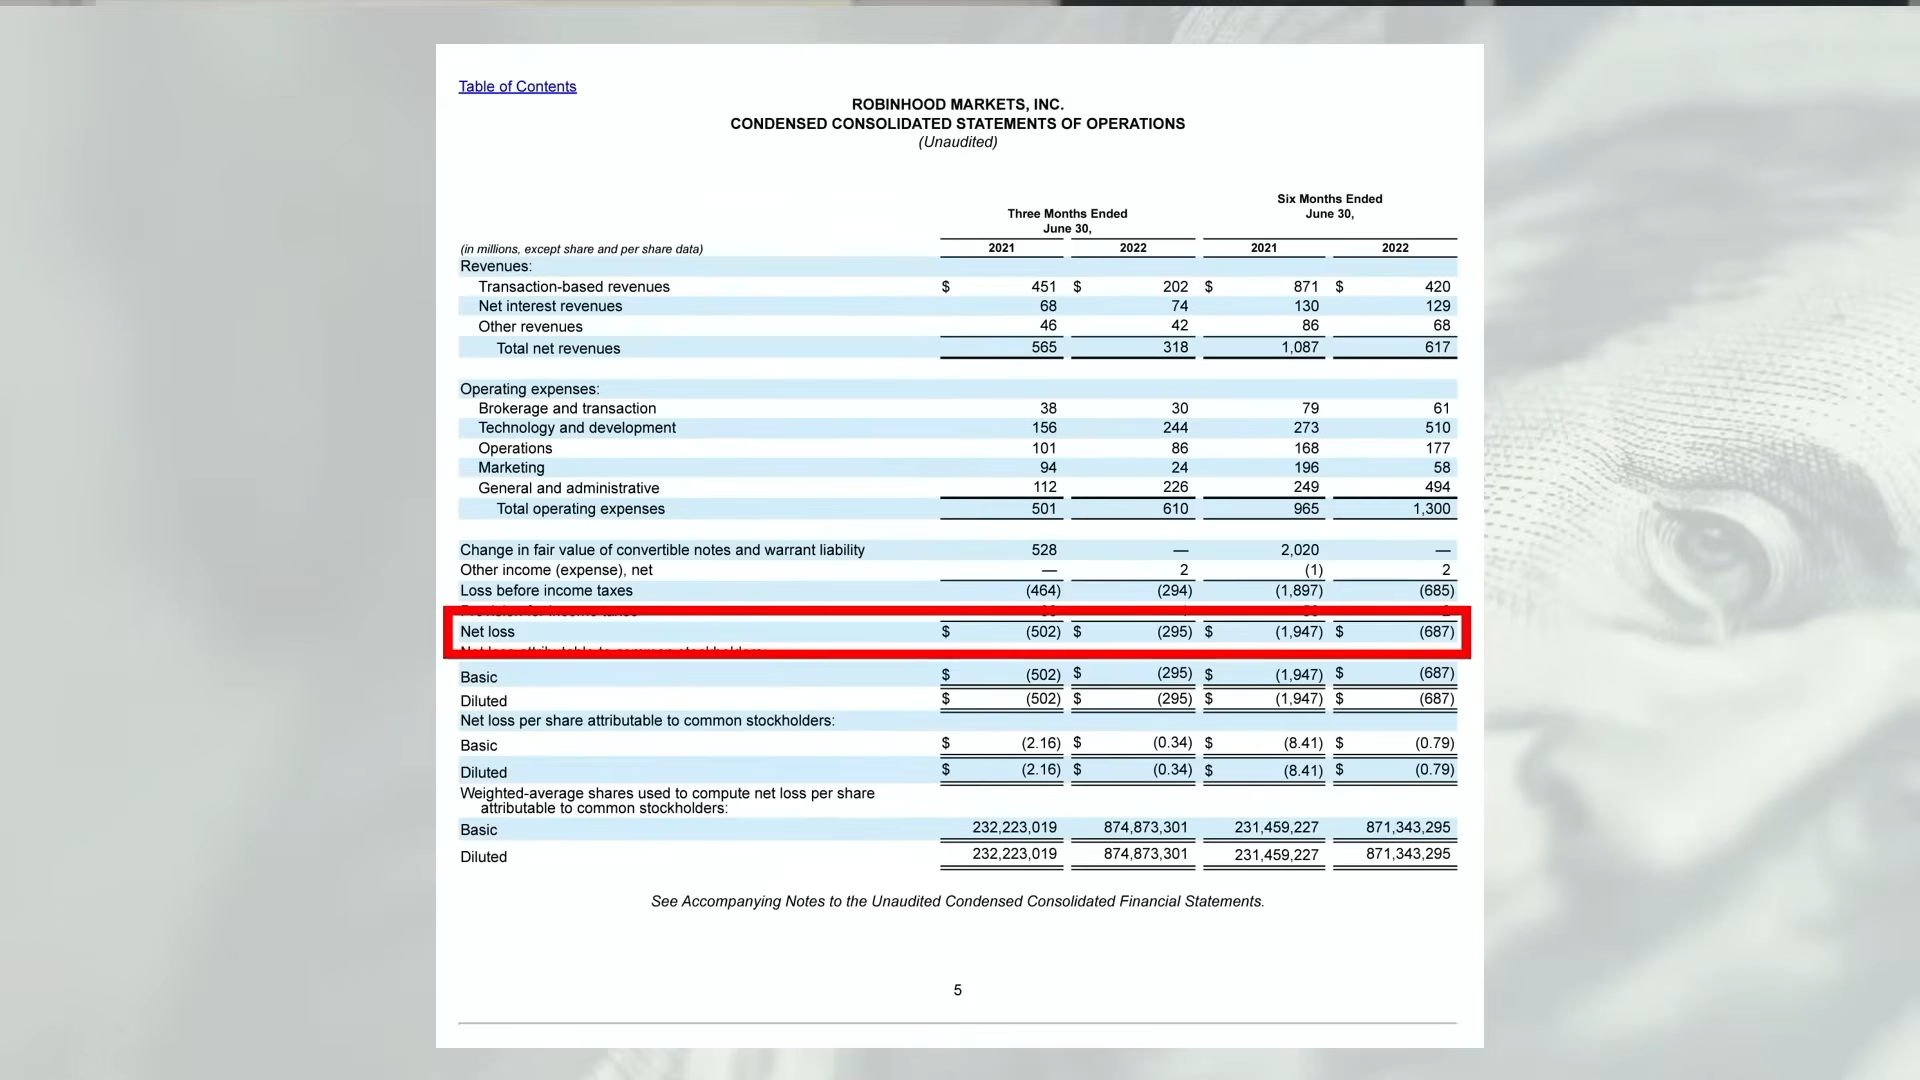 Table of Contents
ROBINHOOD MARKETS, INC.
CONDENSED CONSOLIDATED STATEMENTS OF OPERATIONS
(Unaudited)
Three Months Ended June 30, Six Months Ended June 30,
(in millions, except share and per share data) 2021 2022 2021 2022
Revenues:
Transaction-based revenues $ 451 $ 202 $ 871 $ 420
Net interest revenues 68 74 130 129
Other revenues 46 42 86 68
Total net revenues 565 318 1,087 617
Operating expenses:
Brokerage and transaction 38 30 79 61
Technology and development 156 244 273 510
Operations 101 86 168 177
Marketing 94 24 196 58
General and administrative 112 226 249 494
Total operating expenses 501 610 965 1,300
Change in fair value of convertible notes and warrant liability 528 — 2,020 —
Other income (expense), net — 2 (1) 2
Loss before income taxes (464) (294) (1,897) (685)
Net loss $ (502) $ (295) $ (1,947) $ (687)
Basic $ (502) $ (295) $ (1,947) $ (687)
Diluted $ (502) $ (295) $ (1,947) $ (687)
Net loss per share attributable to common stockholders:
Basic $ (2.16) $ (0.34) $ (8.41) $ (0.79)
Diluted $ (2.16) $ (0.34) $ (8.41) $ (0.79)
Weighted-average shares used to compute net loss per share
attributable to common stockholders:
Basic 232,223,019 874,873,301 231,459,227 871,343,295
Diluted 232,223,019 874,873,301 231,459,227 871,343,295
See Accompanying Notes to the Unaudited Condensed Consolidated Financial Statements.
5